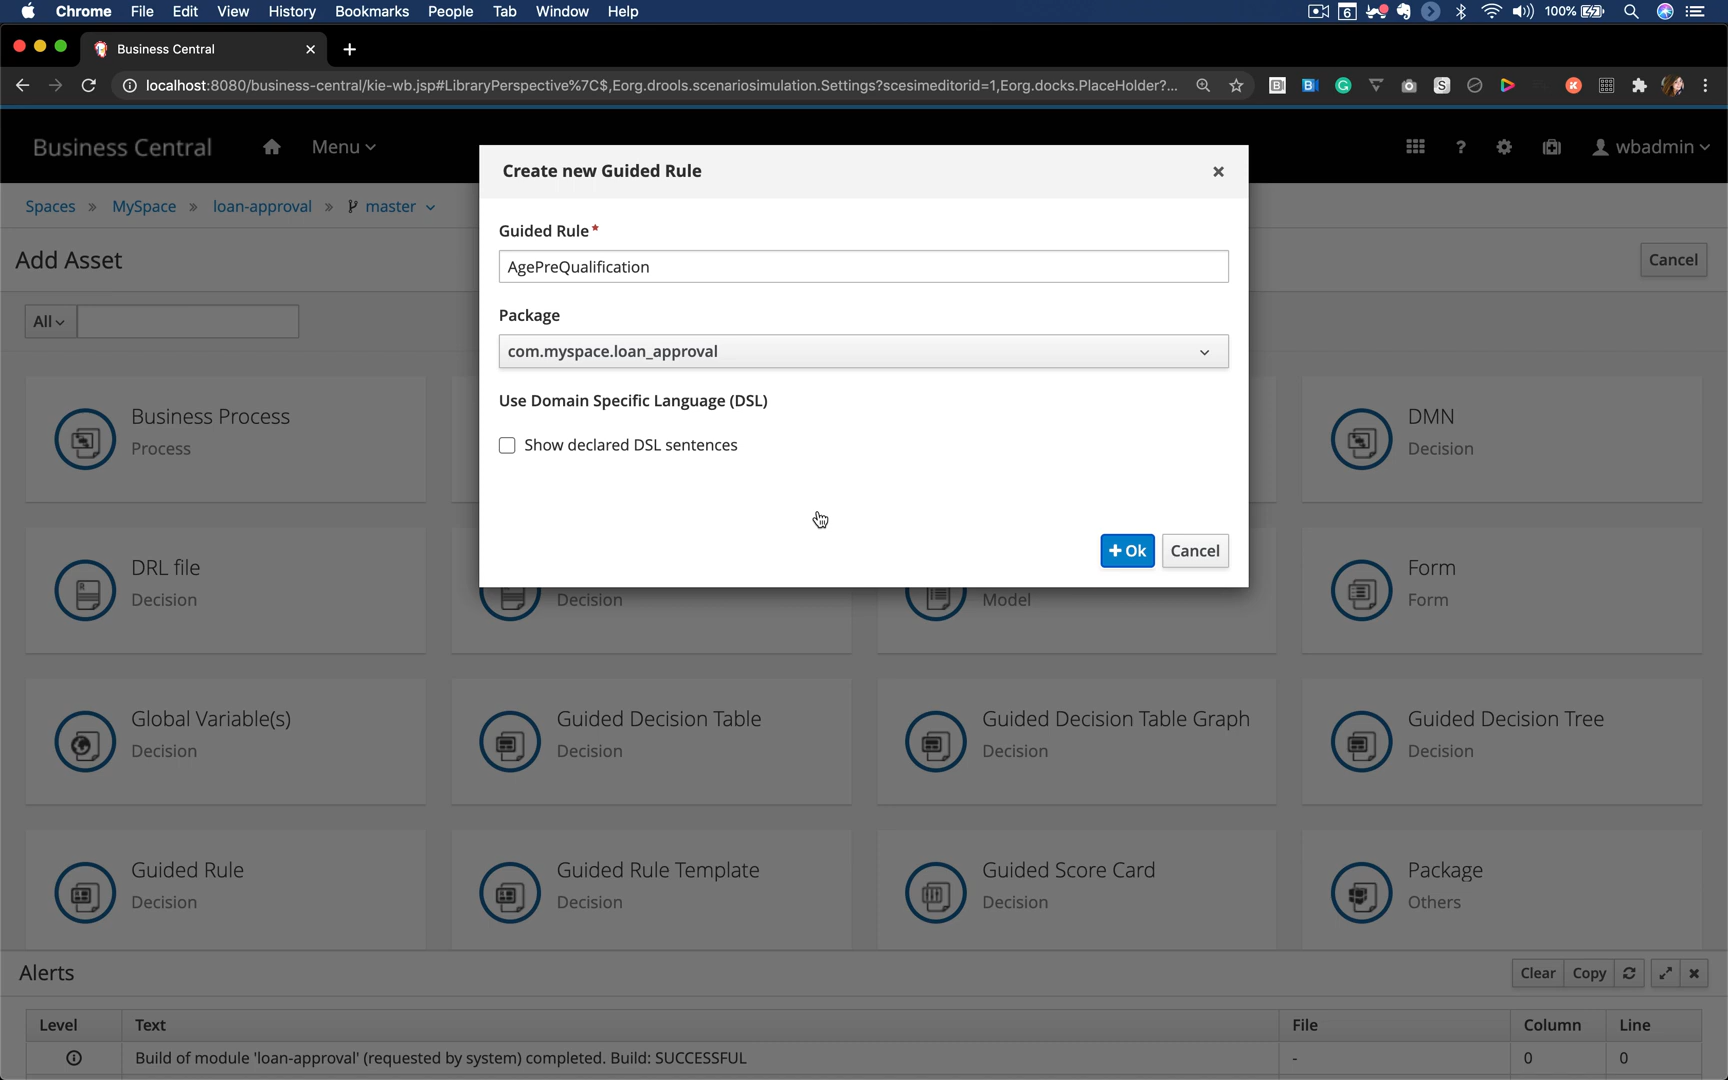 Chrome File Edit View History Bookmarks People Tab Window Help 6 100%
Business Central
localhost:8080/business-central/kie-wb.jsp#LibraryPerspective%7C$,Eorg.drools.scenariosimulation.Settings?scesimeditorid=1,Eorg.docks.PlaceHolder?...
Business Central Menu ? wbadmin
Spaces » MySpace » loan-approval » master
Add Asset
Cancel
All
Create new Guided Rule
Guided Rule*
AgePreQualification
Package
com.myspace.loan_approval
Use Domain Specific Language (DSL)
Show declared DSL sentences
+ Ok Cancel
Business Process
Process
DMN
Decision
DRL file
Decision
Decision
Model
Form
Form
Global Variable(s)
Decision
Guided Decision Table
Decision
Guided Decision Table Graph
Decision
Guided Decision Tree
Decision
Guided Rule
Decision
Guided Rule Template
Decision
Guided Score Card
Decision
Package
Others
Alerts
Clear Copy
Level Text File Column Line
Build of module 'loan-approval' (requested by system) completed. Build: SUCCESSFUL - 0 0